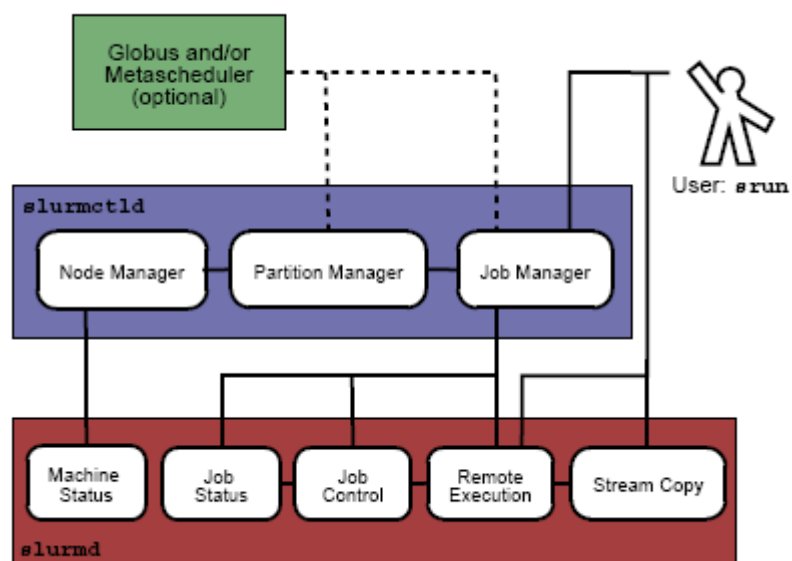 Globus and/or
Metascheduler
(optional)
User: srun
slurmctld
Node Manager
Partition Manager
Job Manager
Machine
Status
Job
Status
Job
Control
Remote
Execution
Stream Copy
slurmd